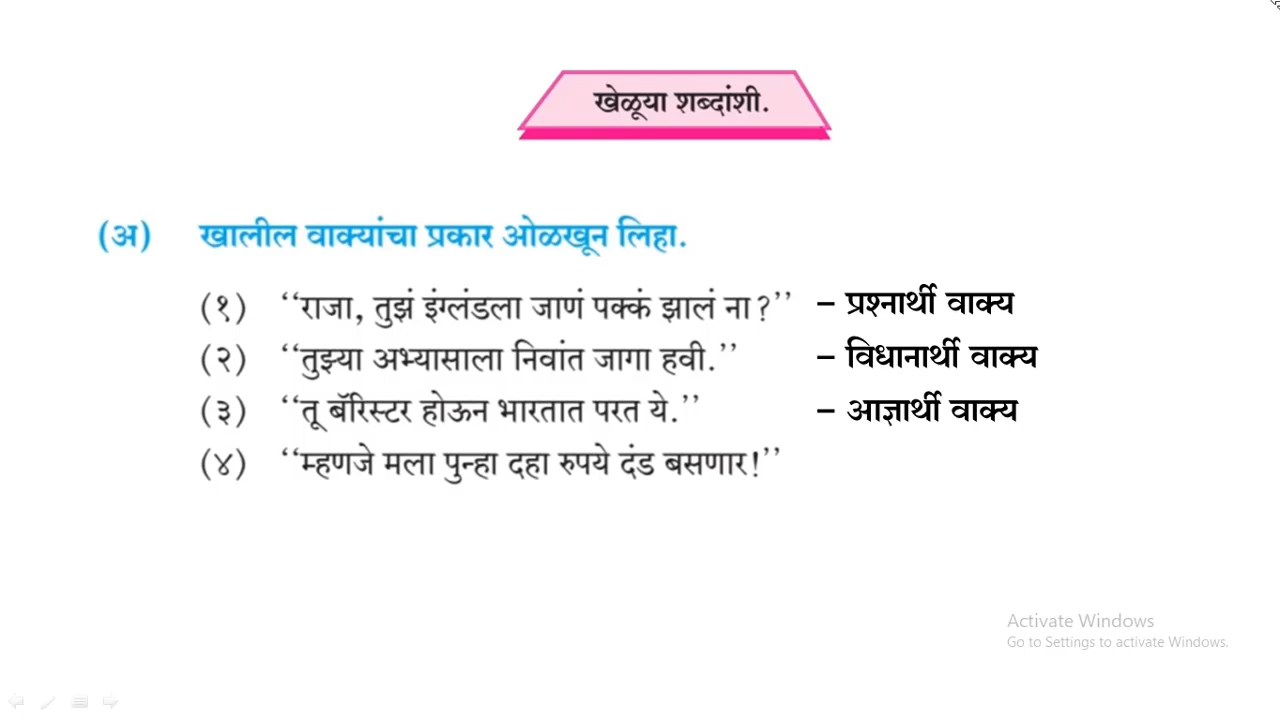 खेळूया शब्दांशी.
(अ) खालील वाक्यांचा प्रकार ओळखून लिहा.
(१) ‘‘राजा, तुझं इंग्लंडला जाणं पक्कं झालं ना?’’ – प्रश्नार्थी वाक्य
(२) ‘‘तुझ्या अभ्यासाला निवांत जागा हवी.’’ – विधानार्थी वाक्य
(३) ‘‘तू बॅरिस्टर होऊन भारतात परत ये.’’ – आज्ञार्थी वाक्य
(४) ‘‘म्हणजे मला पुन्हा दहा रुपये दंड बसणार!’’
Activate Windows
Go to Settings to activate Windows.